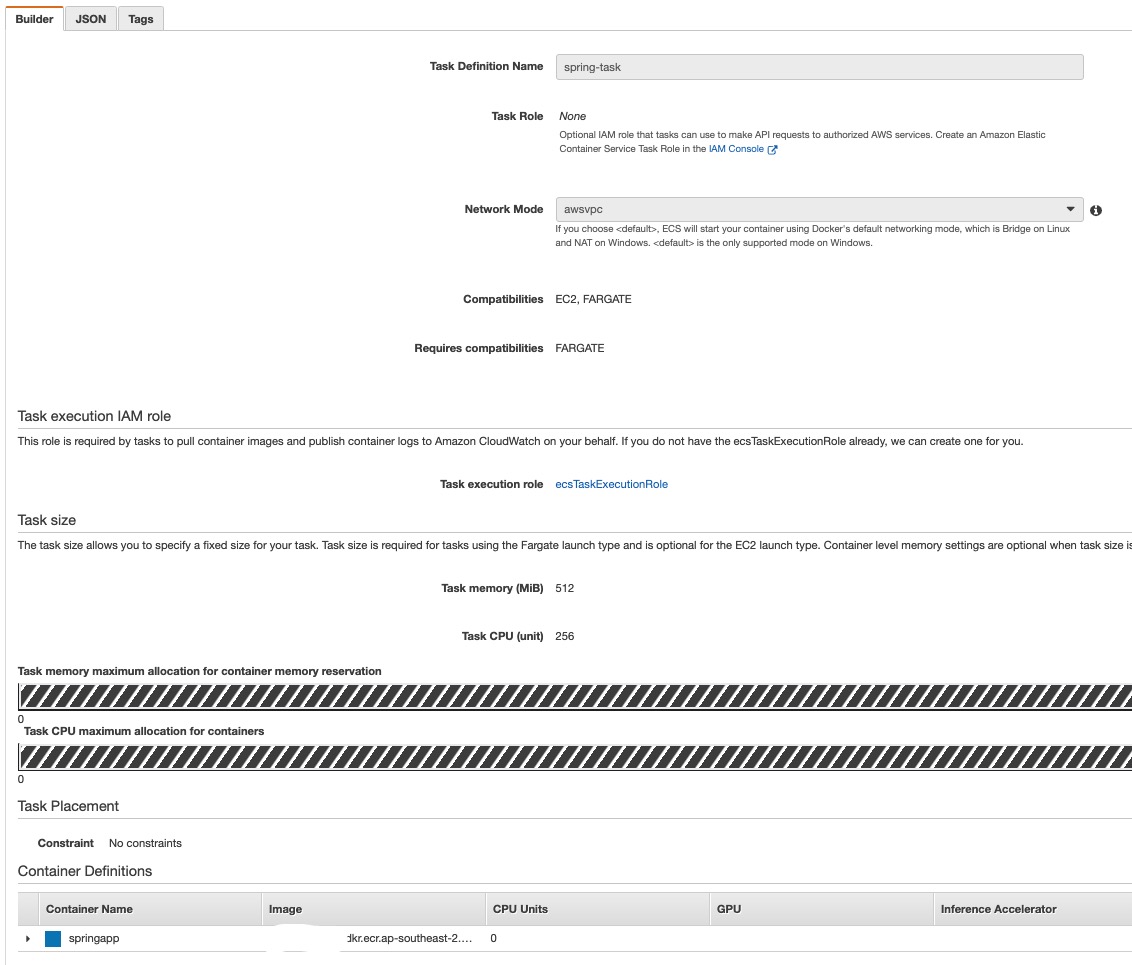 Builder JSON Tags
Task Definition Name spring-task
Task Role None
Optional IAM role that tasks can use to make API requests to authorized AWS services. Create an Amazon Elastic
Container Service Task Role in the IAM Console
Network Mode awsvpc
If you choose <default>, ECS will start your container using Docker's default networking mode, which is Bridge on Linux
and NAT on Windows. <default> is the only supported mode on Windows.
Compatibilities EC2, FARGATE
Requires compatibilities FARGATE
Task execution IAM role
This role is required by tasks to pull container images and publish container logs to Amazon CloudWatch on your behalf. If you do not have the ecsTaskExecutionRole already, we can create one for you.
Task execution role ecsTaskExecutionRole
Task size
The task size allows you to specify a fixed size for your task. Task size is required for tasks using the Fargate launch type and is optional for the EC2 launch type. Container level memory settings are optional when task size is
Task memory (MiB) 512
Task CPU (unit) 256
Task memory maximum allocation for container memory reservation
0
Task CPU maximum allocation for containers
0
Task Placement
Constraint No constraints
Container Definitions
Container Name Image CPU Units GPU Inference Accelerator
springapp dkr.ecr.ap-southeast-2.... 0